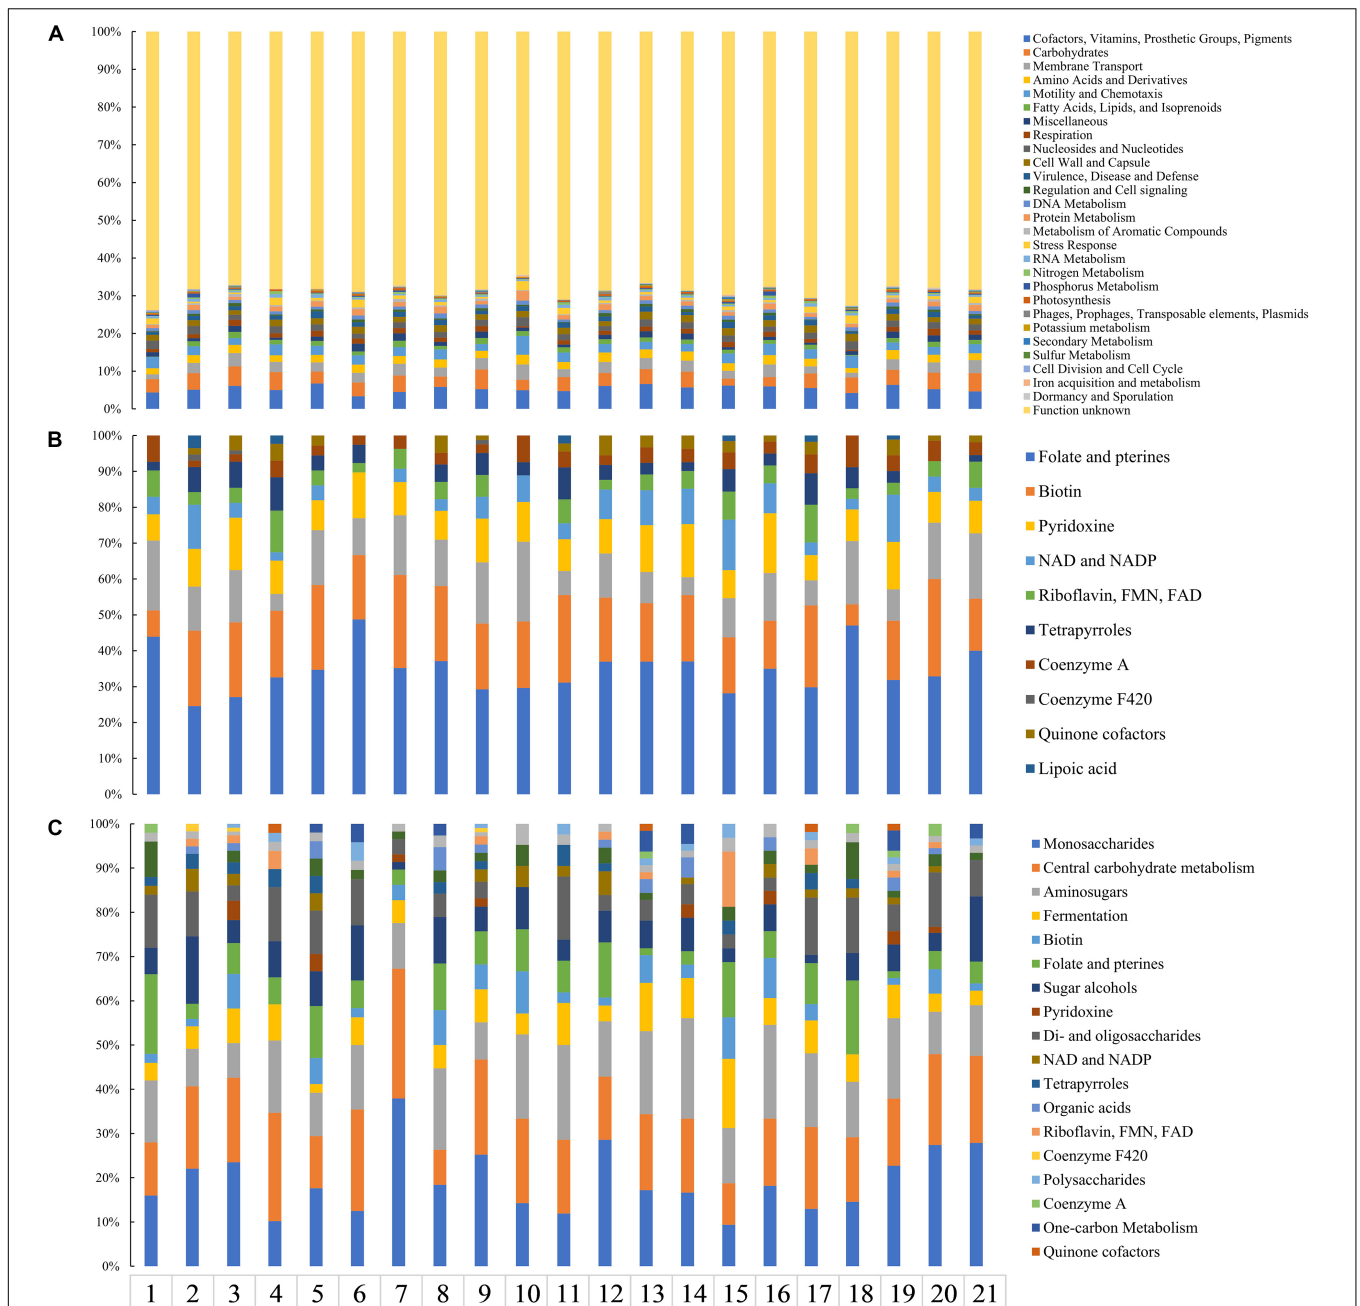 A
100%
90%
80%
70%
60%
50%
40%
30%
20%
10%
0%
Cofactors, Vitamins, Prosthetic Groups, Pigments
Carbohydrates
Membrane Transport
Amino Acids and Derivatives
Motility and Chemotaxis
Fatty Acids, Lipids, and Isoprenoids
Miscellaneous
Respiration
Nucleosides and Nucleotides
Cell Wall and Capsule
Virulence, Disease and Defense
Regulation and Cell signaling
DNA Metabolism
Protein Metabolism
Metabolism of Aromatic Compounds
Stress Response
RNA Metabolism
Nitrogen Metabolism
Phosphorus Metabolism
Photosynthesis
Phages, Prophages, Transposable elements, Plasmids
Potassium metabolism
Secondary Metabolism
Sulfur Metabolism
Cell Division and Cell Cycle
Iron acquisition and metabolism
Dormancy and Sporulation
Function unknown
B
100%
90%
80%
70%
60%
50%
40%
30%
20%
10%
0%
Folate and pterines
Biotin
Pyridoxine
NAD and NADP
Riboflavin, FMN, FAD
Tetrapyrroles
Coenzyme A
Coenzyme F420
Quinone cofactors
Lipoic acid
C
100%
90%
80%
70%
60%
50%
40%
30%
20%
10%
0%
Monosaccharides
Central carbohydrate metabolism
Aminosugars
Fermentation
Biotin
Folate and pterines
Sugar alcohols
Pyridoxine
Di- and oligosaccharides
NAD and NADP
Tetrapyrroles
Organic acids
Riboflavin, FMN, FAD
Coenzyme F420
Polysaccharides
Coenzyme A
One-carbon Metabolism
Quinone cofactors
1 2 3 4 5 6 7 8 9 10 11 12 13 14 15 16 17 18 19 20 21